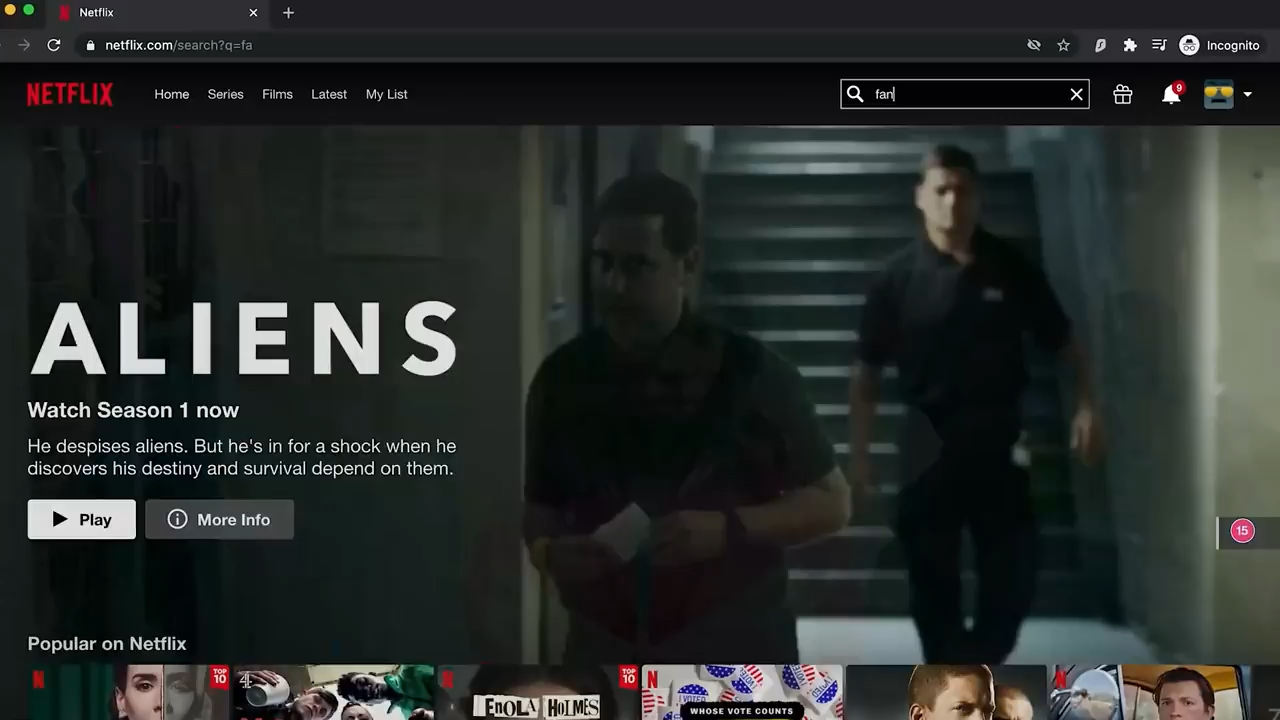 Netflix
netflix.com/search?q=fa
Incognito
NETFLIX
Home
Series
Films
Latest
My List
fan
9
ALIENS
Watch Season 1 now
He despises aliens. But he's in for a shock when he
discovers his destiny and survival depend on them.
Play
More Info
15
Popular on Netflix
N
TOP
10
4
N
TOP
10
ENOLA HOLMES
N
I VOTED
WHOSE VOTE COUNTS
N